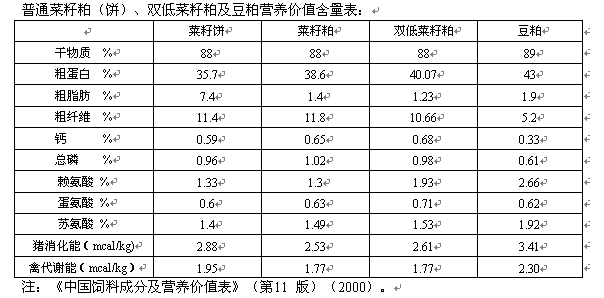 普通菜籽粕（饼）、双低菜籽粕及豆粕营养价值含量表：
菜籽饼 菜籽粕 双低菜籽粕 豆粕
干物质 % 88 88 88 89
粗蛋白 % 35.7 38.6 40.07 43
粗脂肪 % 7.4 1.4 1.23 1.9
粗纤维 % 11.4 11.8 10.66 5.2
钙 % 0.59 0.65 0.68 0.33
总磷 % 0.96 1.02 0.98 0.61
赖氨酸 % 1.33 1.3 1.93 2.66
蛋氨酸 % 0.6 0.63 0.71 0.62
苏氨酸 % 1.4 1.49 1.53 1.92
猪消化能（mcal/kg) 2.88 2.53 2.61 3.41
禽代谢能（mcal/kg） 1.95 1.77 1.77 2.30
注：《中国饲料成分及营养价值表》（第11 版）（2000）。